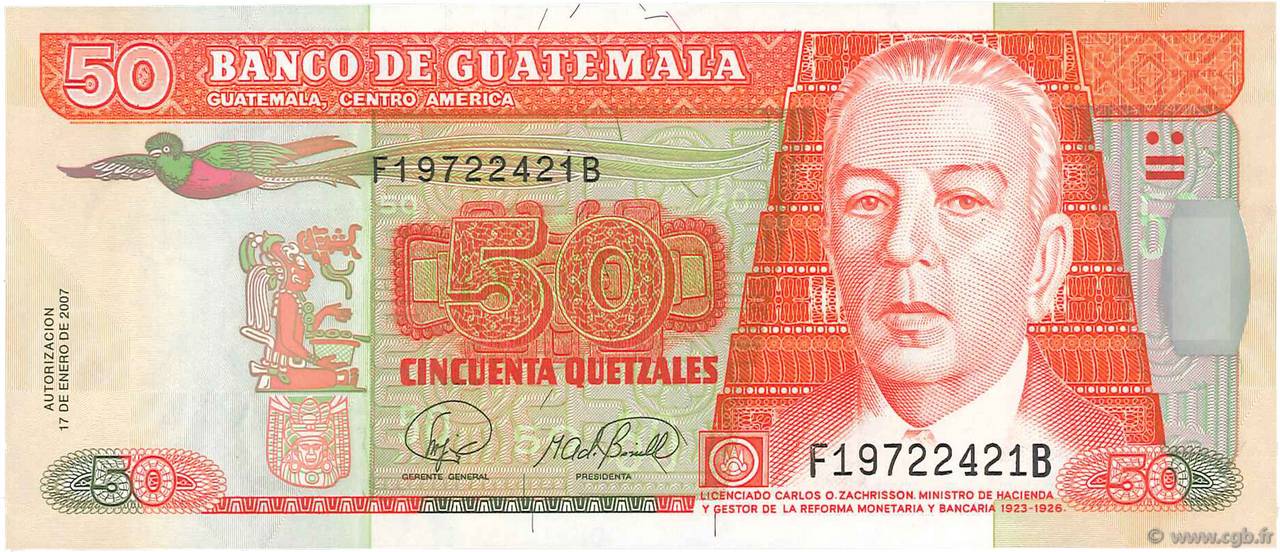 50 BANCO DE GUATEMALA
GUATEMALA, CENTRO AMERICA
F19722421B
50
CINCUENTA QUETZALES
AUTORIZACION
17 DE ENERO DE 2007
GERENTE GENERAL PRESIDENTA
F19722421B
50
50
LICENCIADO CARLOS O. ZACHRISSON. MINISTRO DE HACIENDA
Y GESTOR DE LA REFORMA MONETARIA Y BANCARIA 1923-1926.
© www.cgb.fr